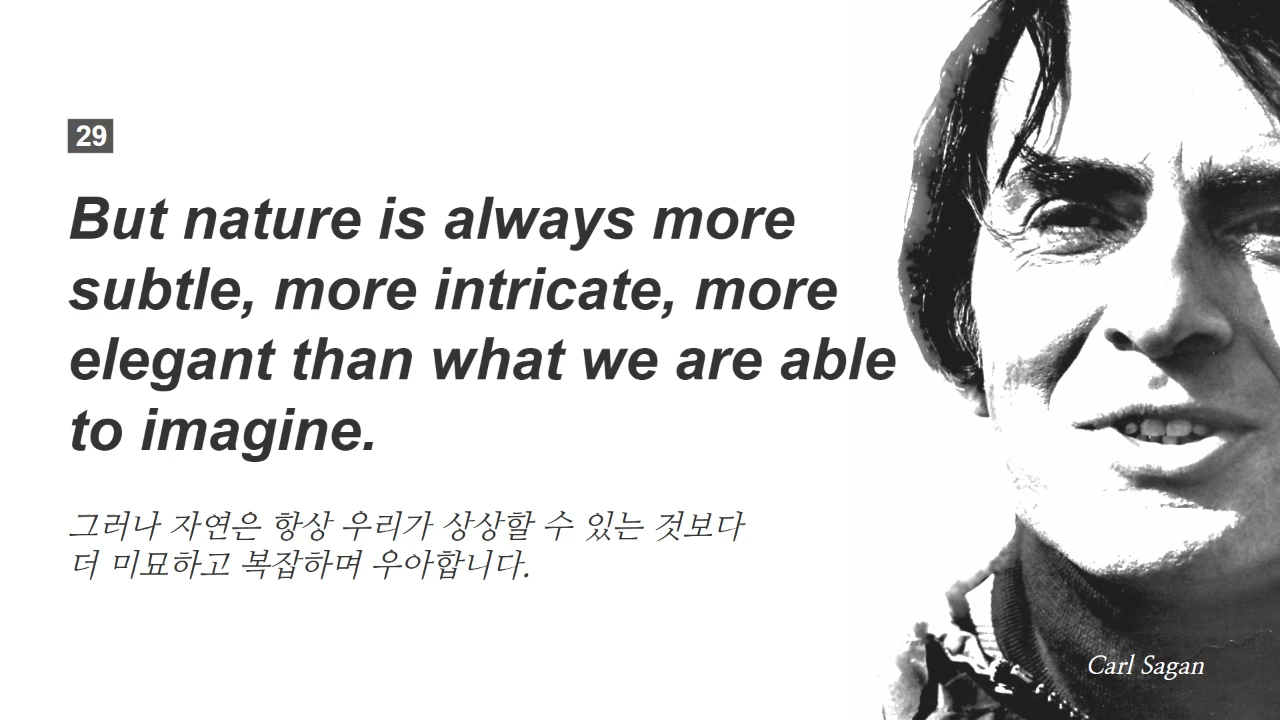 29
But nature is always more
subtle, more intricate, more
elegant than what we are able
to imagine.
그러나 자연은 항상 우리가 상상할 수 있는 것보다
더 미묘하고 복잡하며 우아합니다.
Carl Sagan